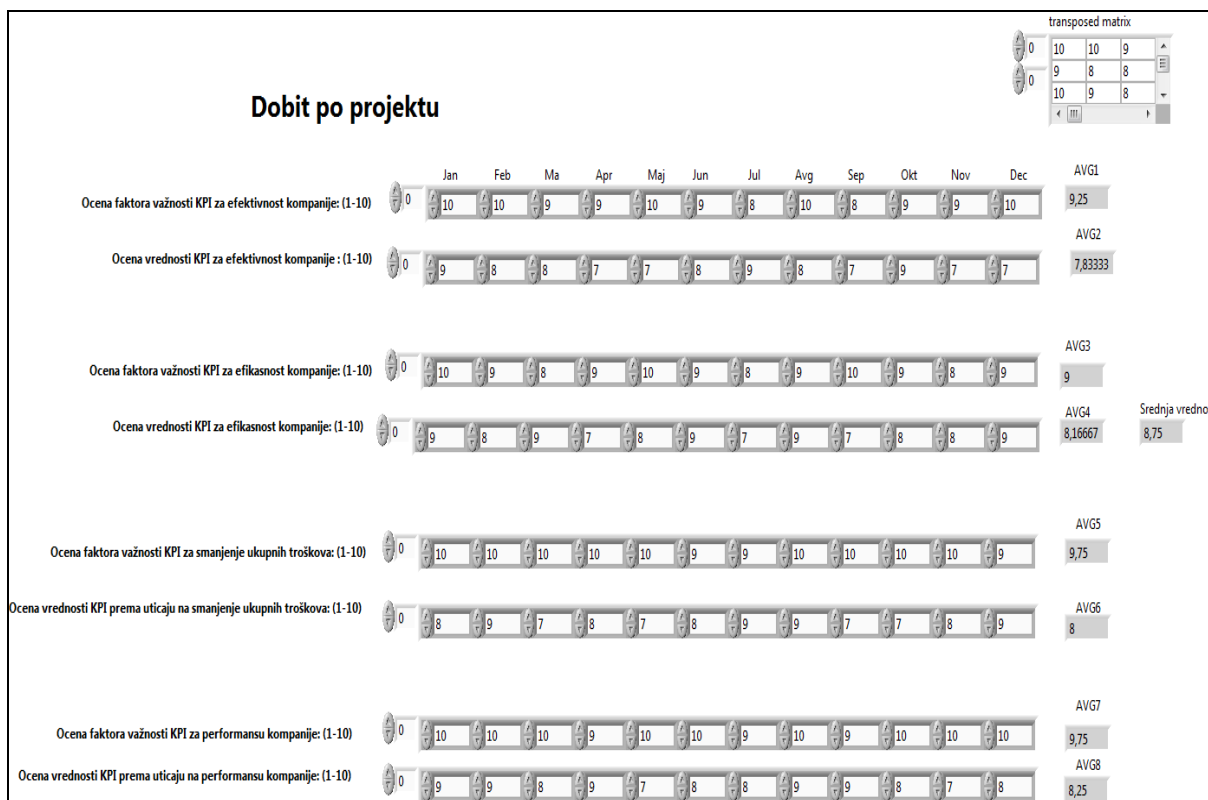 transposed matrix
0 10 10 9
0 9 8 8
10 9 8
Dobit po projektu
Jan Feb Ma Apr Maj Jun Jul Avg Sep Okt Nov Dec AVG1
Ocena faktora važnosti KPI za efektivnost kompanije: (1-10) 0 10 10 9 9 10 9 8 10 8 9 9 10 9,25
AVG2
Ocena vrednosti KPI za efektivnost kompanije : (1-10) 0 9 8 8 7 7 8 9 8 7 9 7 7 7,83333
AVG3
Ocena faktora važnosti KPI za efikasnost kompanije: (1-10) 0 10 9 8 9 10 9 8 9 10 9 8 9 9
AVG4 Srednja vredno
Ocena vrednosti KPI za efikasnost kompanije: (1-10) 0 9 8 9 7 8 9 7 9 7 8 8 9 8,16667 8,75
AVG5
Ocena faktora važnosti KPI za smanjenje ukupnih troškova: (1-10) 0 10 10 10 10 10 9 9 10 10 10 10 9 9,75
AVG6
Ocena vrednosti KPI prema uticaju na smanjenje ukupnih troškova: (1-10) 0 8 9 7 8 7 8 9 9 7 7 8 9 8
AVG7
Ocena faktora važnosti KPI za performansu kompanije: (1-10) 0 10 10 10 9 10 10 9 10 9 10 10 10 9,75
AVG8
Ocena vrednosti KPI prema uticaju na performansu kompanije: (1-10) 0 9 9 8 9 7 8 8 9 9 8 7 8 8,25